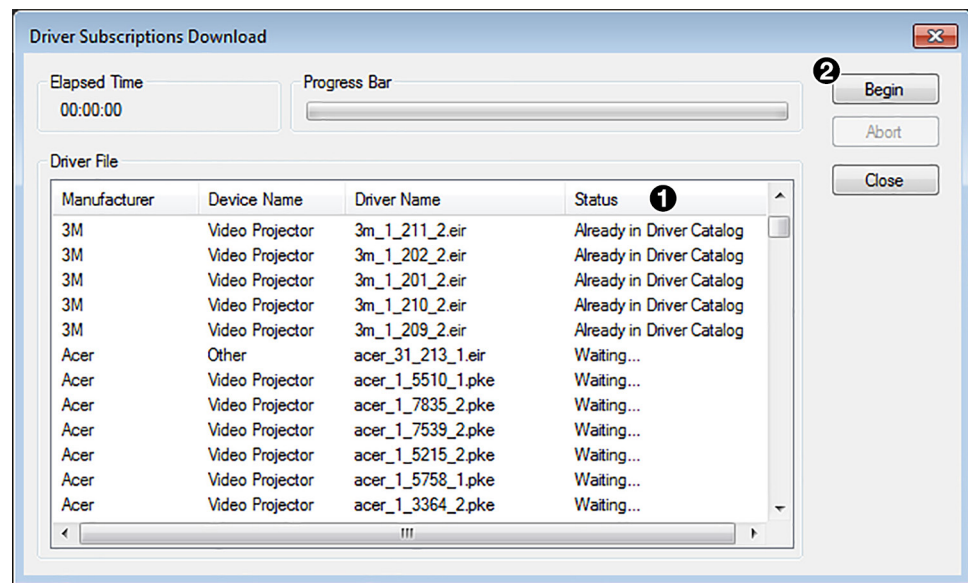 Driver Subscriptions Download
Elapsed Time
00:00:00
Progress Bar
❷
Begin
Abort
Close
Driver File
Manufacturer Device Name Driver Name Status ❶
3M Video Projector 3m_1_211_2.eir Already in Driver Catalog
3M Video Projector 3m_1_202_2.eir Already in Driver Catalog
3M Video Projector 3m_1_201_2.eir Already in Driver Catalog
3M Video Projector 3m_1_210_2.eir Already in Driver Catalog
3M Video Projector 3m_1_209_2.eir Already in Driver Catalog
Acer Other acer_31_213_1.eir Waiting...
Acer Video Projector acer_1_5510_1.pke Waiting...
Acer Video Projector acer_1_7835_2.pke Waiting...
Acer Video Projector acer_1_7539_2.pke Waiting...
Acer Video Projector acer_1_5215_2.pke Waiting...
Acer Video Projector acer_1_5758_1.pke Waiting...
Acer Video Projector acer_1_3364_2.pke Waiting...